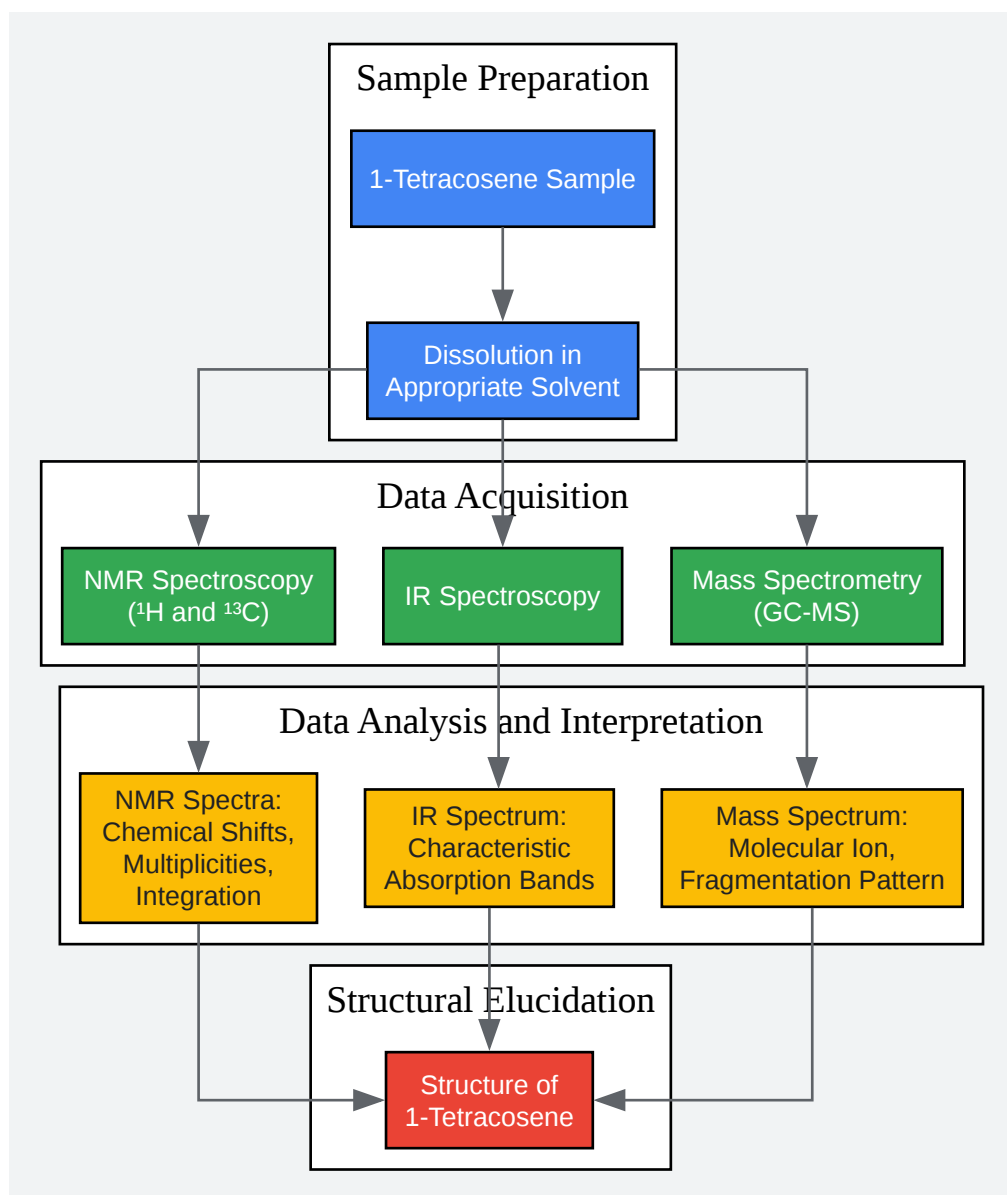 Sample Preparation
1-Tetracosene Sample
Dissolution in
Appropriate Solvent
Data Acquisition
NMR Spectroscopy
(¹H and ¹³C)
IR Spectroscopy
Mass Spectrometry
(GC-MS)
Data Analysis and Interpretation
NMR Spectra:
Chemical Shifts,
Multiplicities,
Integration
IR Spectrum:
Characteristic
Absorption Bands
Mass Spectrum:
Molecular Ion,
Fragmentation Pattern
Structural Elucidation
Structure of
1-Tetracosene